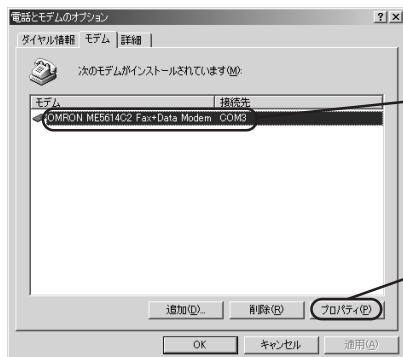 電話とモデムのオプション ? ×
ダイヤル情報 モデム 詳細
次のモデムがインストールされています(M):
モデム 接続先
OMRON ME5614C2 Fax+Data Modem COM3
追加(D)... 削除(R) プロパティ(P)
OK キャンセル 適用(A)